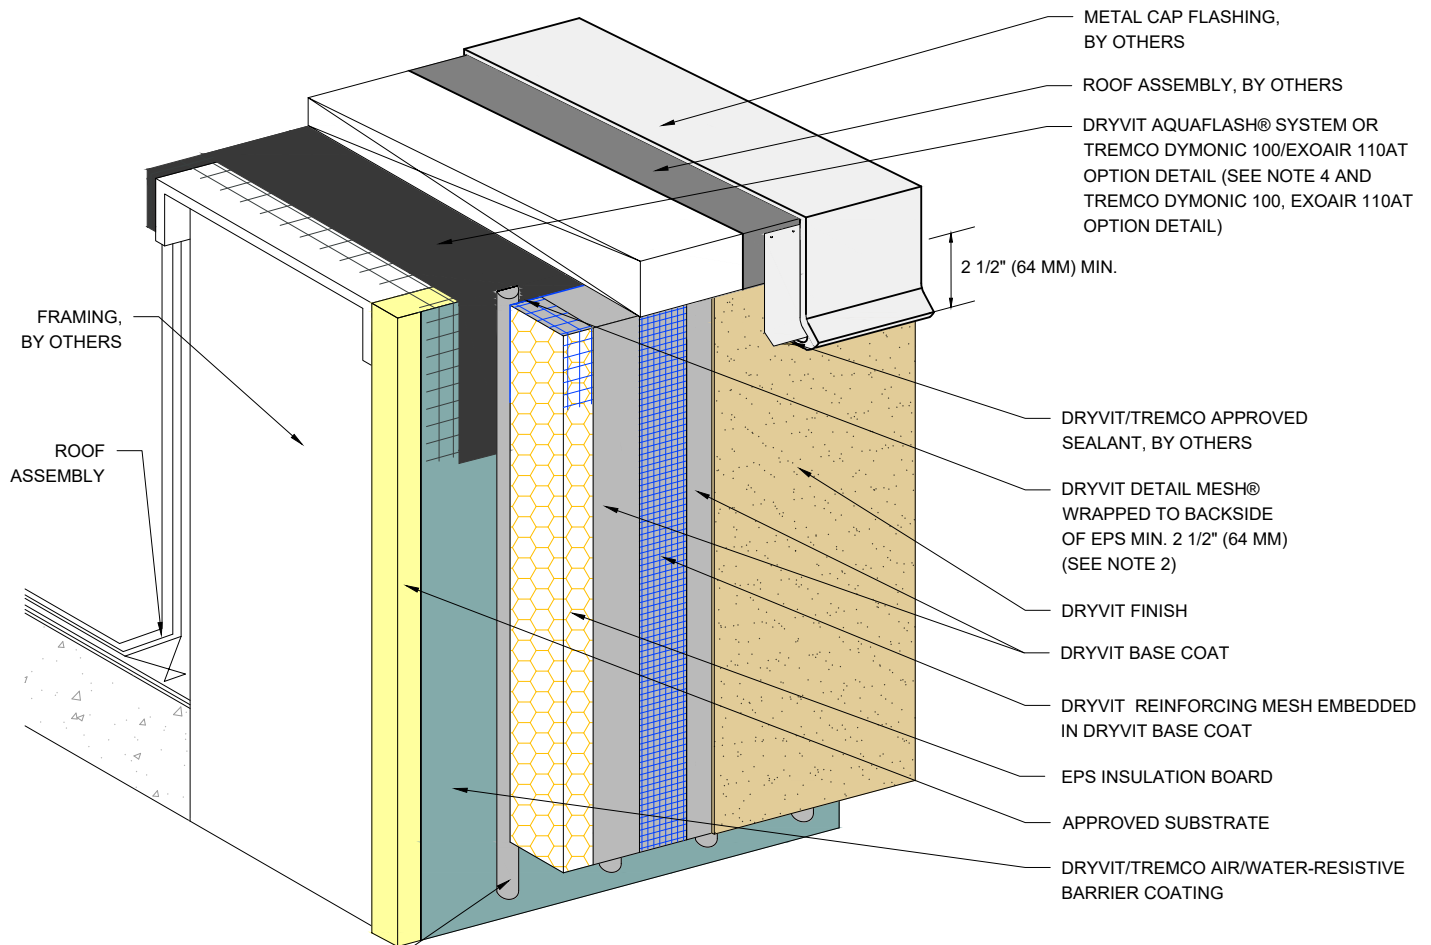 METAL CAP FLASHING,
BY OTHERS
ROOF ASSEMBLY, BY OTHERS
DRYVIT AQUAFLASH® SYSTEM OR
TREMCO DYMONIC 100/EXOAIR 110AT
OPTION DETAIL (SEE NOTE 4 AND
TREMCO DYMONIC 100, EXOAIR 110AT
OPTION DETAIL)
2 1/2" (64 MM) MIN.
FRAMING,
BY OTHERS
ROOF
ASSEMBLY
DRYVIT/TREMCO APPROVED
SEALANT, BY OTHERS
DRYVIT DETAIL MESH®
WRAPPED TO BACKSIDE
OF EPS MIN. 2 1/2" (64 MM)
(SEE NOTE 2)
DRYVIT FINISH
DRYVIT BASE COAT
DRYVIT  REINFORCING MESH EMBEDDED
IN DRYVIT BASE COAT
EPS INSULATION BOARD
APPROVED SUBSTRATE
DRYVIT/TREMCO AIR/WATER-RESISTIVE
BARRIER COATING